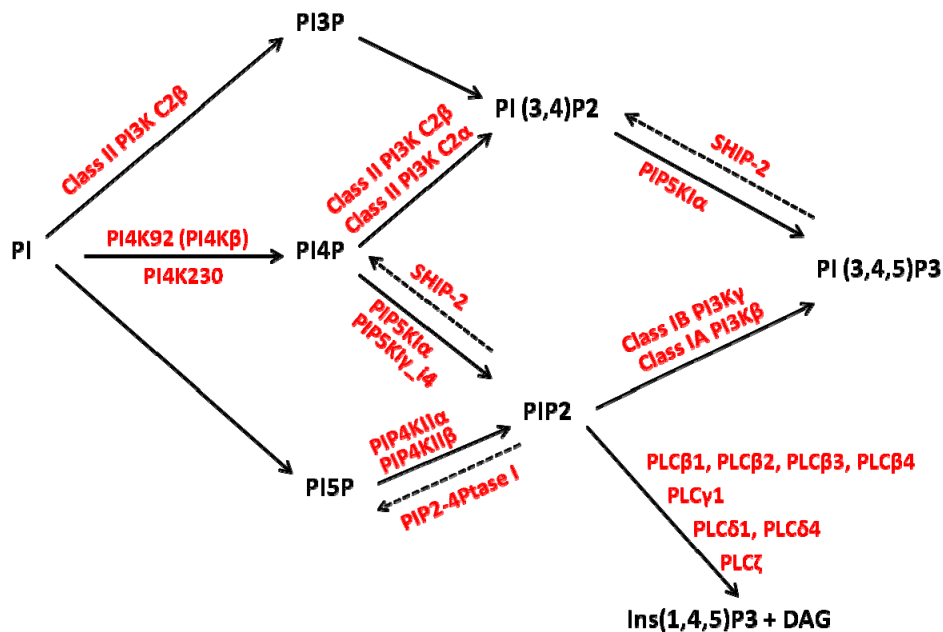 PI3P
Class II PI3K C2β
PI (3,4)P2
Class II PI3K C2β
Class II PI3K C2α
SHIP-2
PIP5KIα
PI
PI4K92 (PI4Kβ)
PI4K230
PI4P
PI (3,4,5)P3
SHIP-2
PIP5KIα
PIP5KIγ_i4
Class IB PI3Kγ
Class IA PI3Kβ
PIP2
PIP4KIIα
PIP4KIIβ
PI5P
PIP2-4Ptase I
PLCβ1, PLCβ2, PLCβ3, PLCβ4
PLCγ1
PLCδ1, PLCδ4
PLCζ
Ins(1,4,5)P3 + DAG